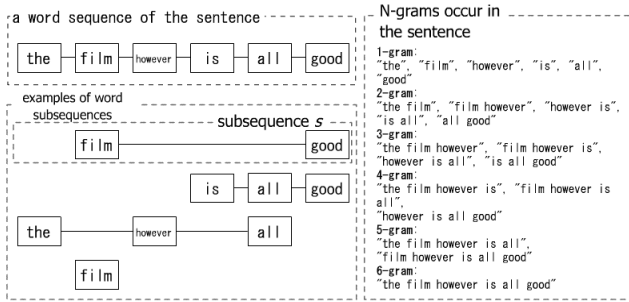 a word sequence of the sentence
the film however is all good
examples of word
subsequences
subsequence s
film good
is all good
the however all
film
N-grams occur in
the sentence
1-gram:
"the", "film", "however", "is", "all",
"good"
2-gram:
"the film", "film however", "however is",
"is all", "all good"
3-gram:
"the film however", "film however is",
"however is all", "is all good"
4-gram:
"the film however is", "film however is
all",
"however is all good"
5-gram:
"the film however is all",
"film however is all good"
6-gram:
"the film however is all good"